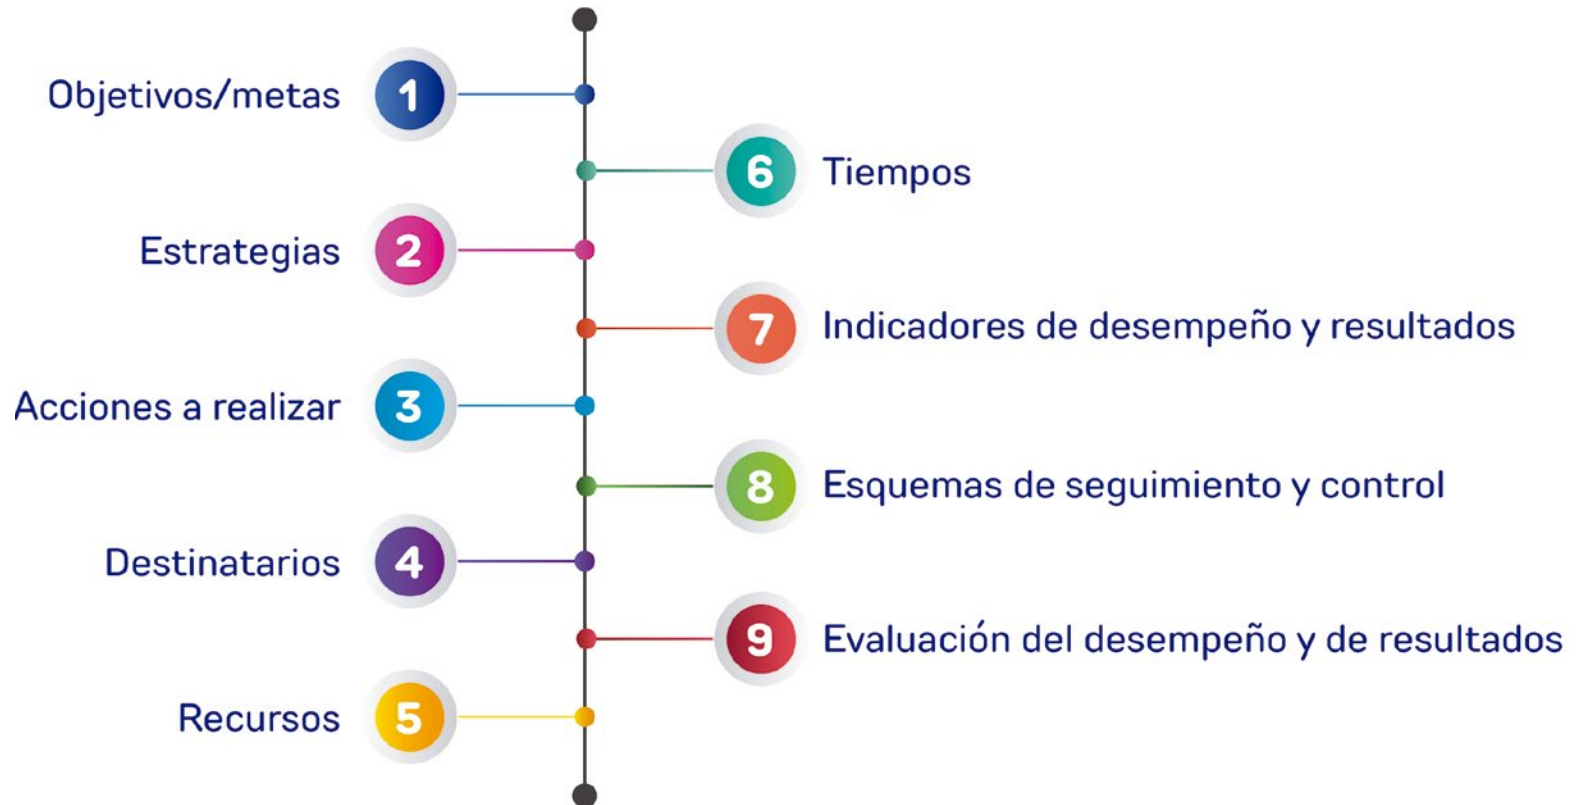 1 Objetivos/metas
2 Estrategias
3 Acciones a realizar
4 Destinatarios
5 Recursos
6 Tiempos
7 Indicadores de desempeño y resultados
8 Esquemas de seguimiento y control
9 Evaluación del desempeño y de resultados